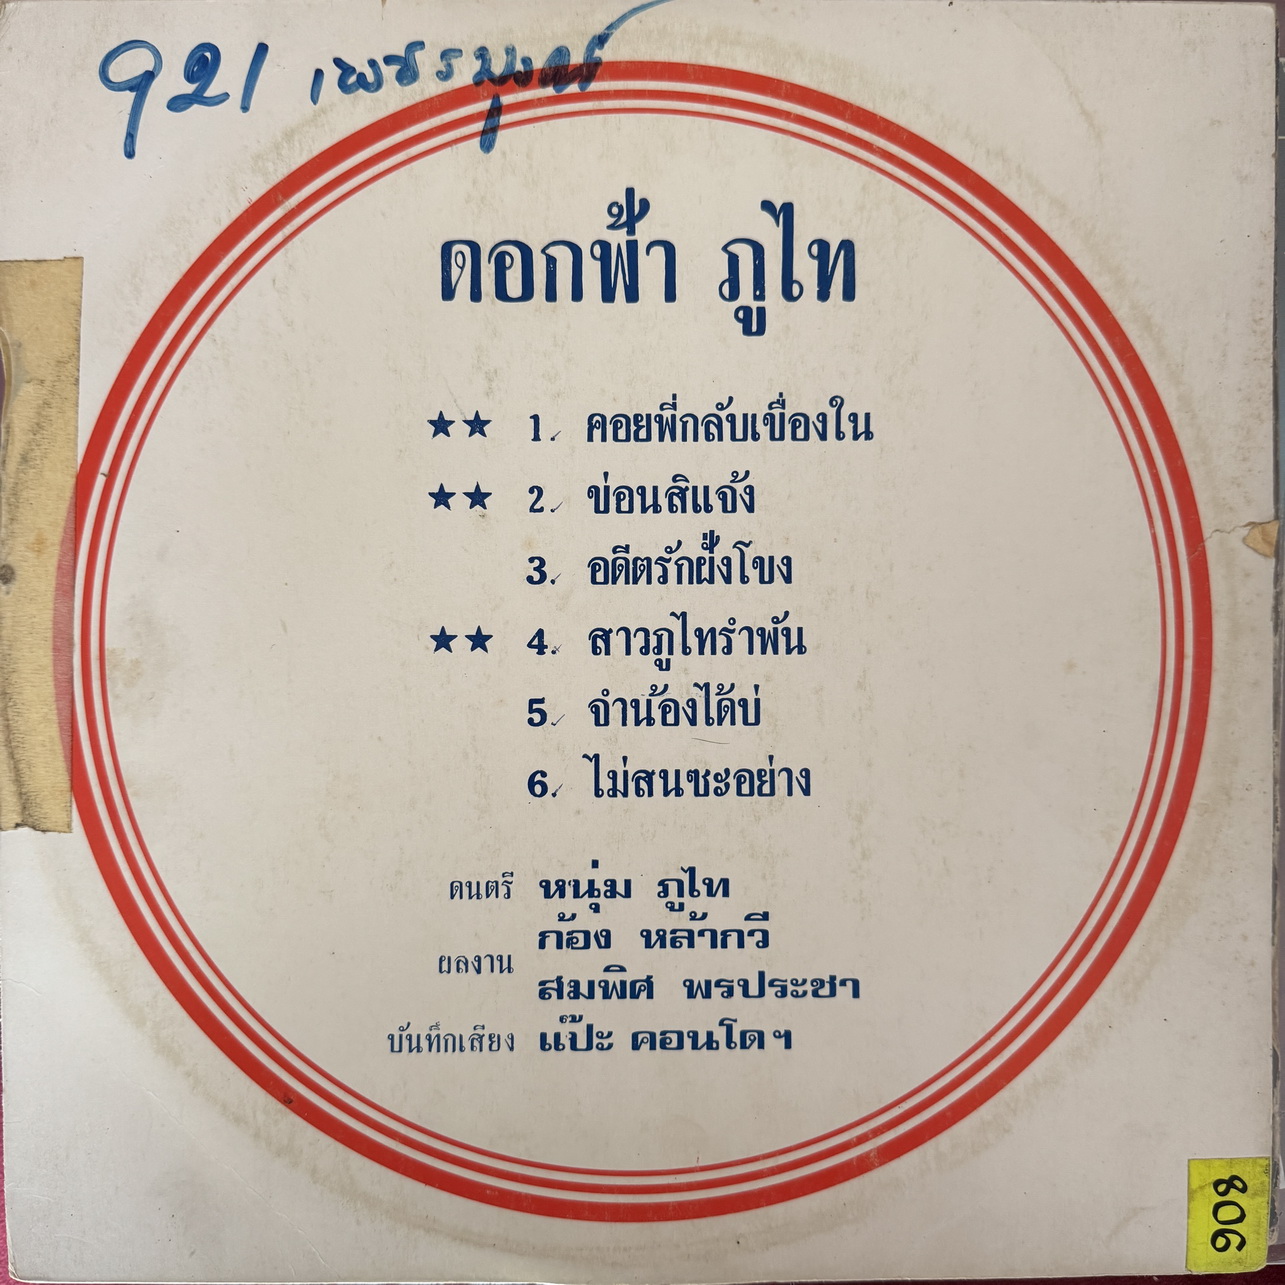 921 เพชรบุรณ์
ดอกฟ้า ภูไท
★★ 1. คอยพี่กลับเขื่องใน
★★ 2. ข่อนสิแจ้ง
3. อดีตรักฝั่งโขง
★★ 4. สาวภูไทรำพัน
5. จำน้องได้บ่
6. ไม่สนซะอย่าง
ดนตรี หนุ่ม ภูไท
ก้อง หล้ากวี
ผลงาน
สมพิศ พรประชา
บันทึกเสียง แป๊ะ คอนโดฯ
908